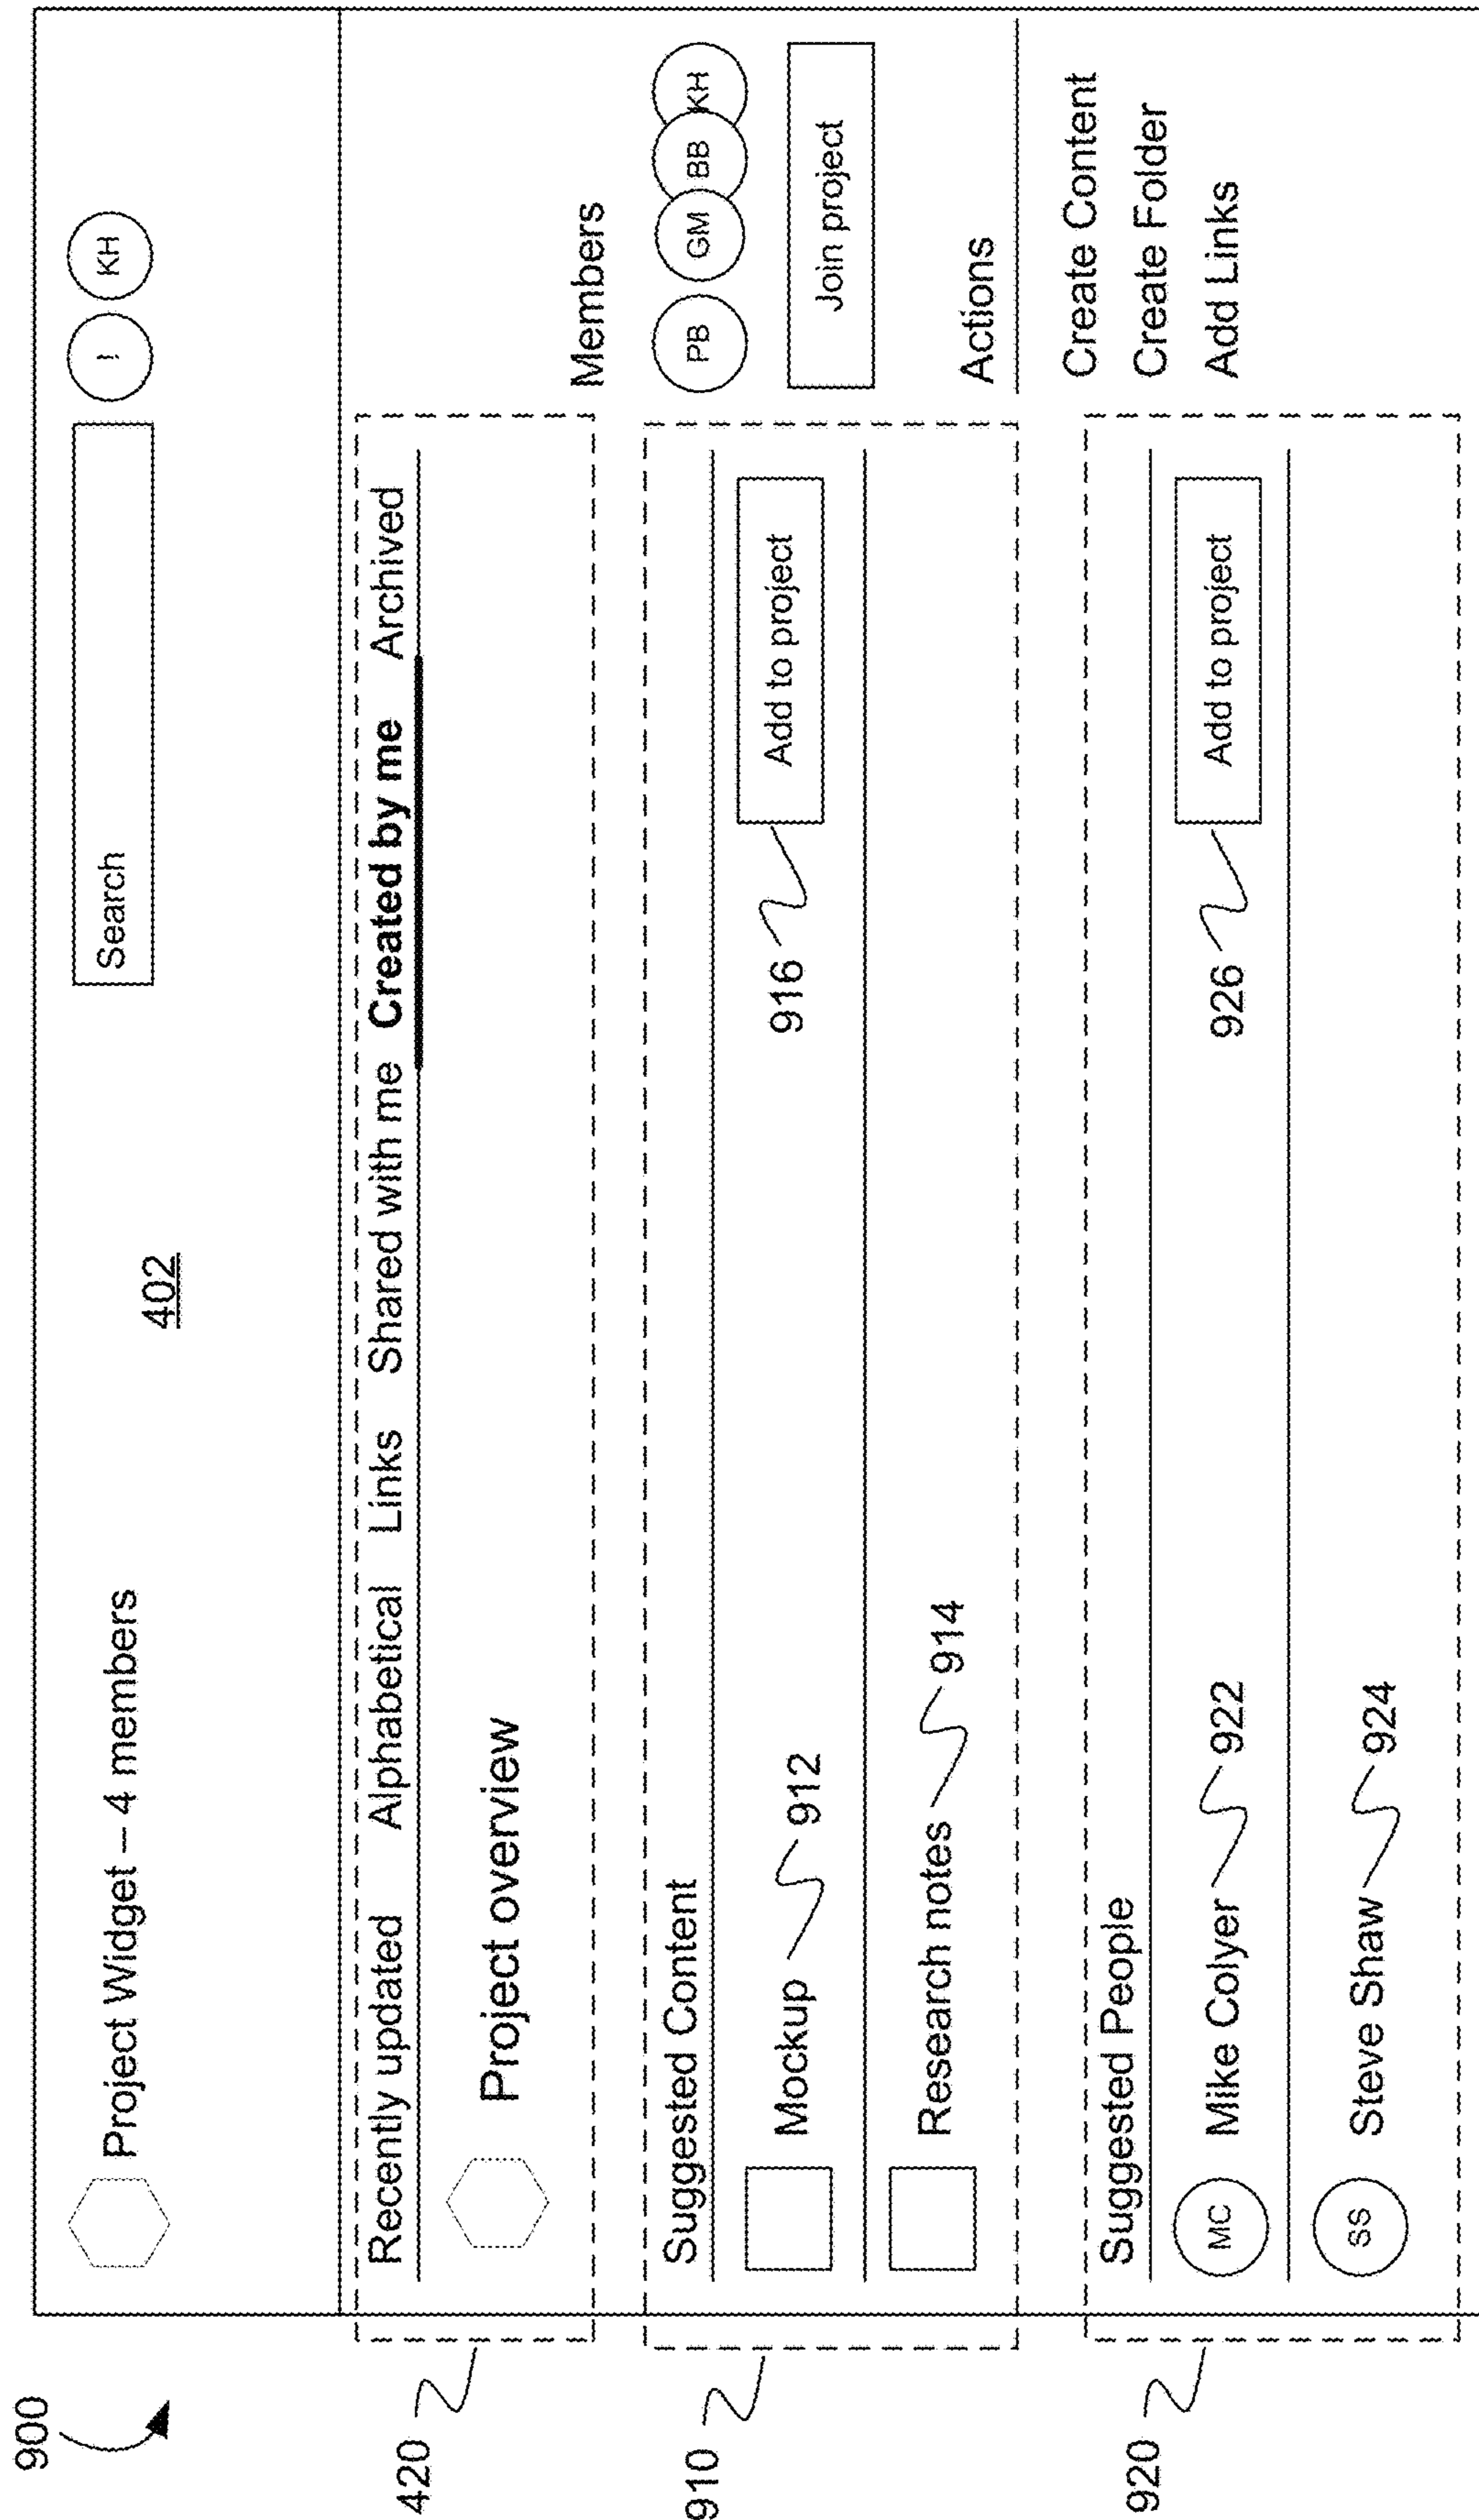 900
Project Widget – 4 members
402
Search
!
KH
420
Recently updated Alphabetical Links Shared with me Created by me Archived
Project overview
Members
PB GM BB KH
Join project
910
Suggested Content
Mockup 912
916 Add to project
Research notes 914
Actions
Create Content
Create Folder
Add Links
920
Suggested People
MC Mike Colyer 922
926 Add to project
SS Steve Shaw 924